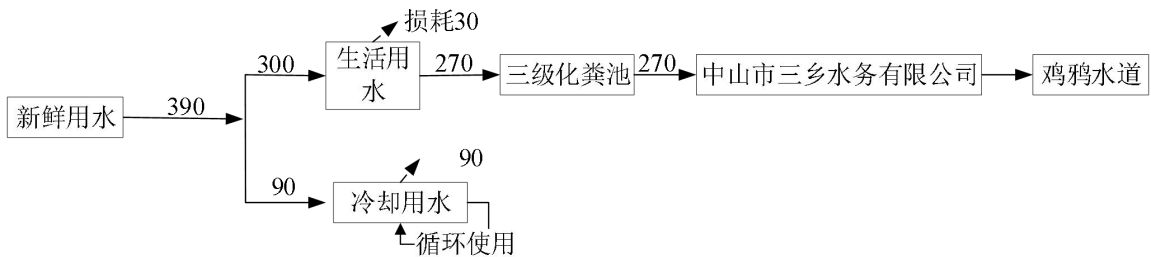 损耗30
300
生活用
水
270
三级化粪池
270
中山市三乡水务有限公司
鸡鸦水道
新鲜用水
390
90
90
冷却用水
循环使用